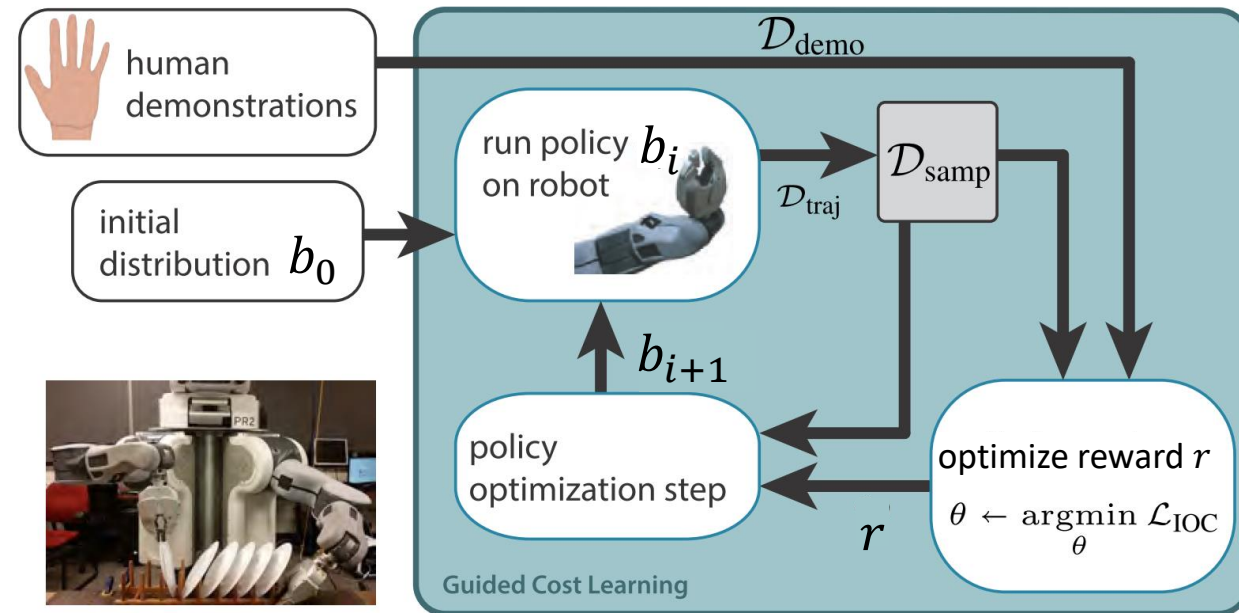 human
demonstrations
𝒟_demo
run policy b_i
on robot
𝒟_traj
𝒟_samp
initial
distribution b_0
b_{i+1}
policy
optimization step
r
optimize reward r
θ ← argmin_θ ℒ_IOC
PR2
Guided Cost Learning